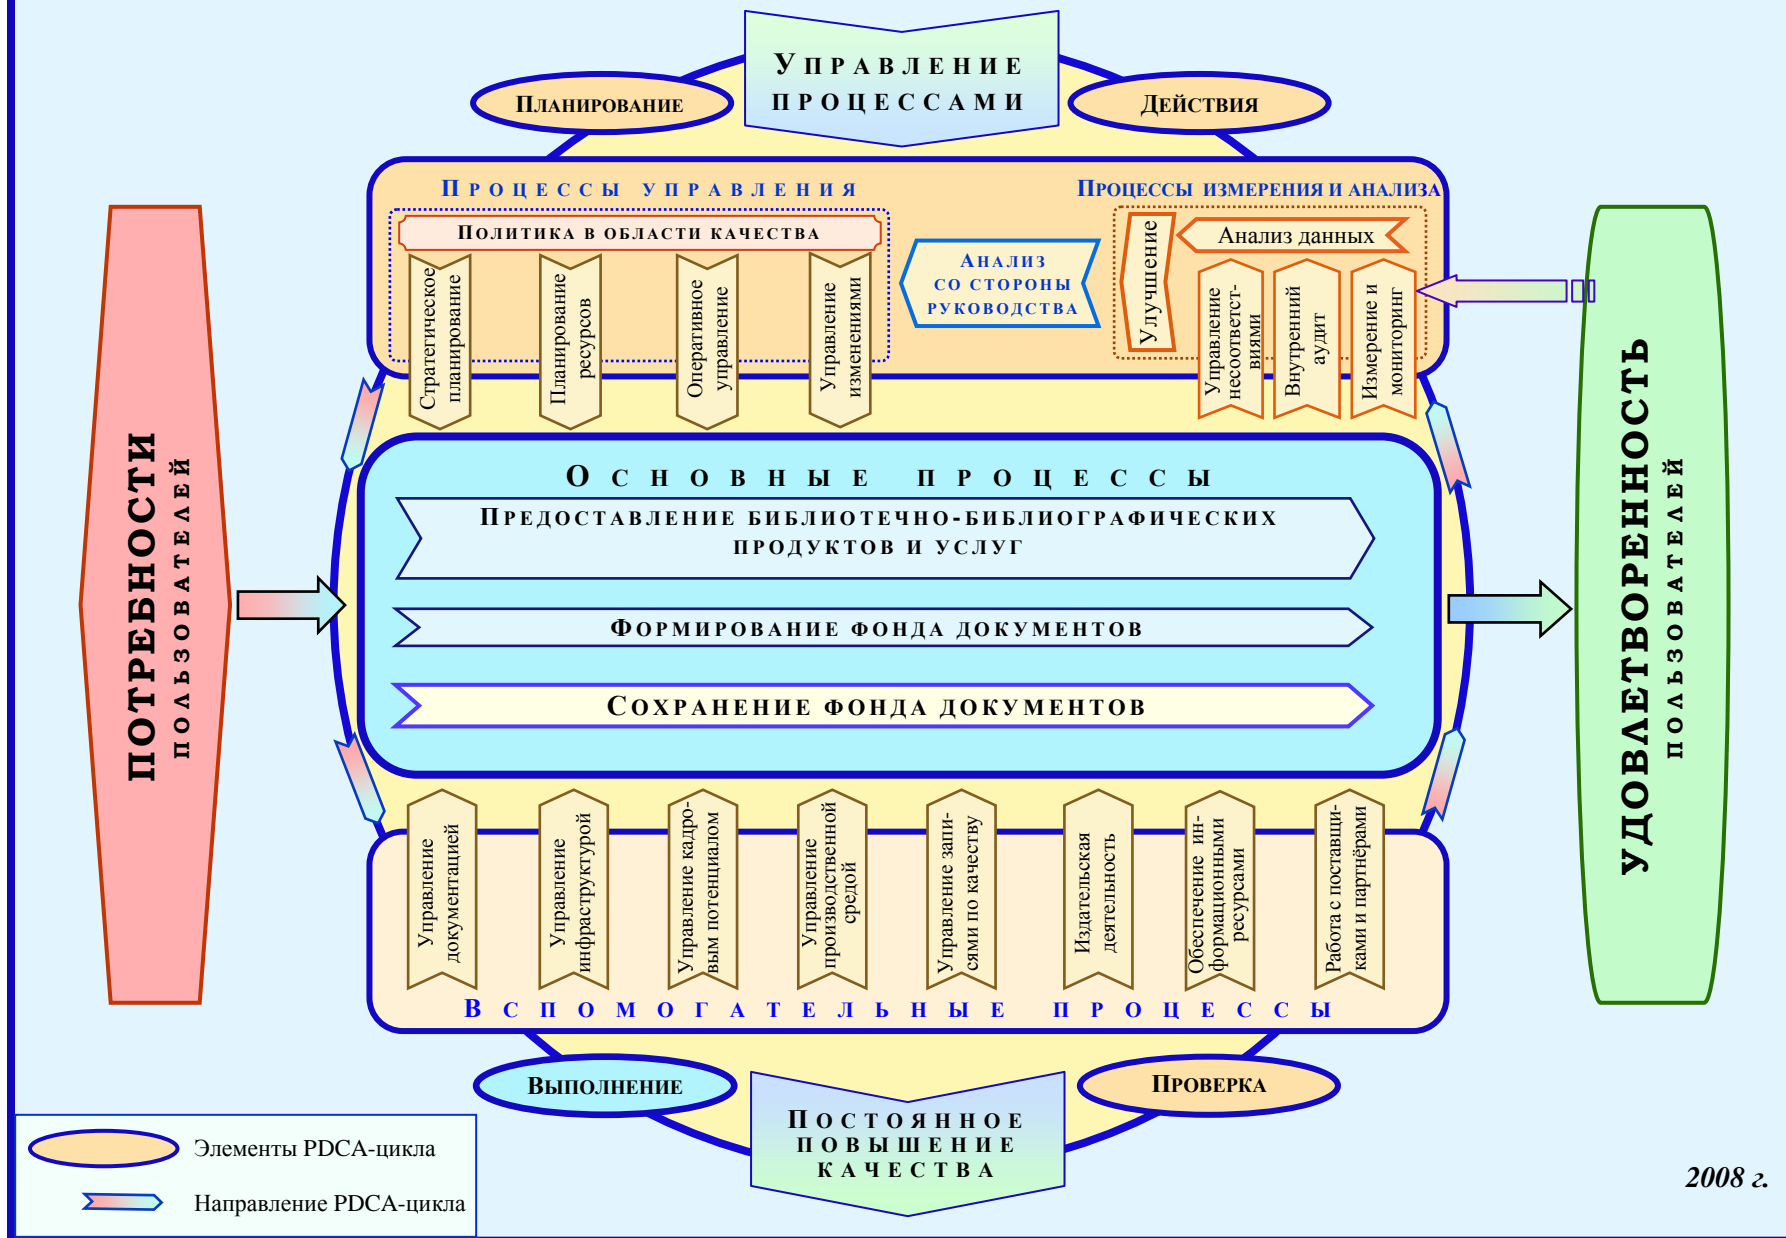 Управление
процессами
Планирование
Действия
Процессы управления
Процессы измерения и анализа
Политика в области качества
Стратегическое
планирование
Планирование
ресурсов
Оперативное
управление
Управление
изменениями
Анализ
со стороны
руководства
Улучшение
Анализ данных
Управление
несоответст-
виями
Внутренний
аудит
Измерение и
мониторинг
ПОТРЕБНОСТИ
ПОЛЬЗОВАТЕЛЕЙ
Основные процессы
Предоставление библиотечно-библиографических
продуктов и услуг
Формирование фонда документов
Сохранение фонда документов
УДОВЛЕТВОРЕННОСТЬ
ПОЛЬЗОВАТЕЛЕЙ
Управление
документацией
Управление
инфраструктурой
Управление кадро-
вым потенциалом
Управление
производственной
средой
Управление запи-
сями по качеству
Издательская
деятельность
Обеспечение ин-
формационными
ресурсами
Работа с поставщи-
ками и партнёрами
Вспомогательные процессы
Выполнение
Проверка
Постоянное
повышение
качества
Элементы PDCA-цикла
Направление PDCA-цикла
2008 г.